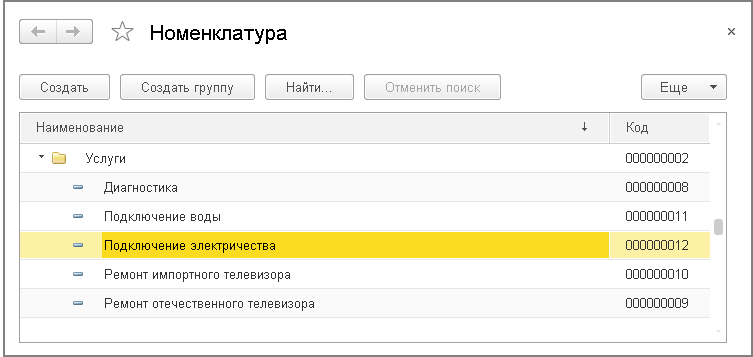 Номенклатура
Создать Создать группу Найти... Отменить поиск Еще
Наименование Код
Услуги 000000002
Диагностика 000000008
Подключение воды 000000011
Подключение электричества 000000012
Ремонт импортного телевизора 000000010
Ремонт отечественного телевизора 000000009